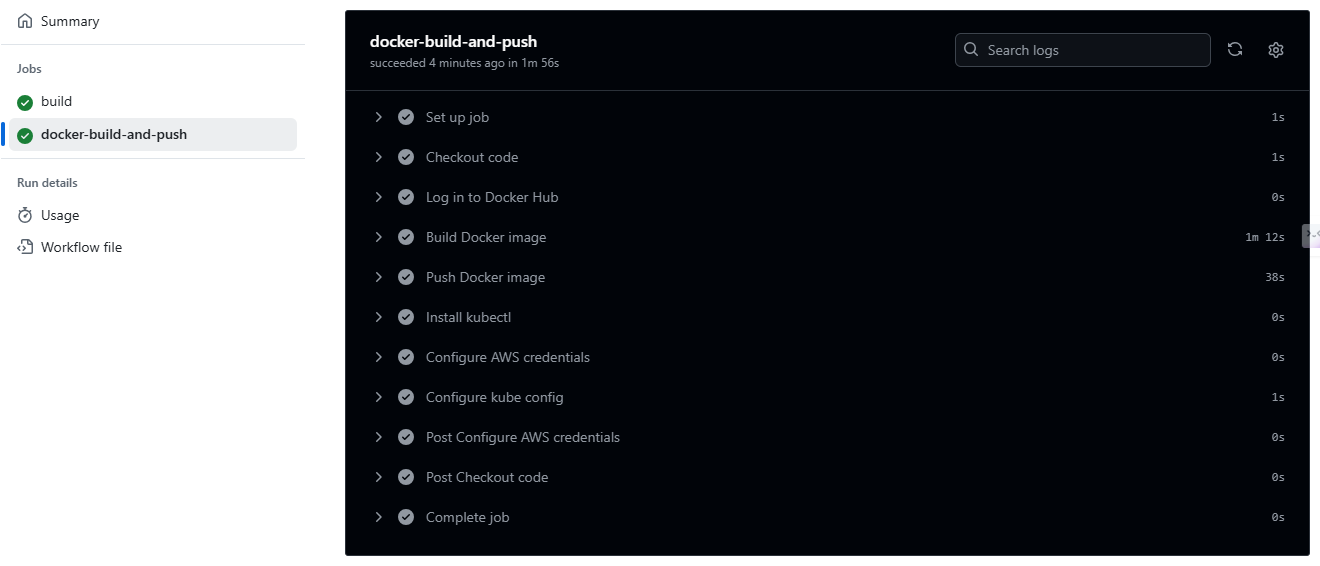 Summary
Jobs
build
docker-build-and-push
Run details
Usage
Workflow file
docker-build-and-push
succeeded 4 minutes ago in 1m 56s
Search logs
Set up job 1s
Checkout code 1s
Log in to Docker Hub 0s
Build Docker image 1m 12s
Push Docker image 38s
Install kubectl 0s
Configure AWS credentials 0s
Configure kube config 1s
Post Configure AWS credentials 0s
Post Checkout code 0s
Complete job 0s